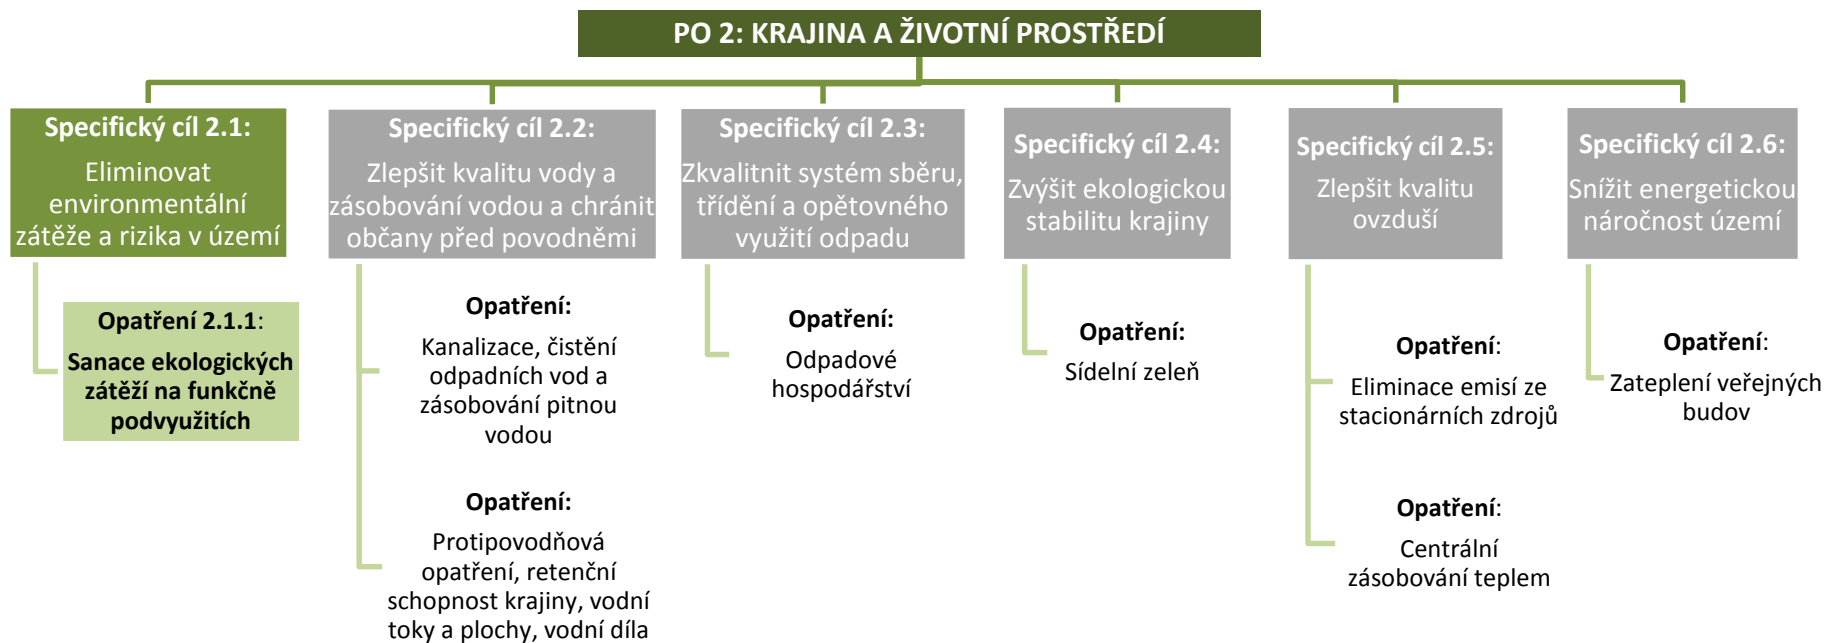 PO 2: KRAJINA A ŽIVOTNÍ PROSTŘEDÍ
Specifický cíl 2.1:
Eliminovat
environmentální
zátěže a rizika v území
Opatření 2.1.1:
Sanace ekologických
zátěží na funkčně
podvyužitích
Specifický cíl 2.2:
Zlepšit kvalitu vody a
zásobování vodou a chránit
občany před povodněmi
Opatření:
Kanalizace, čistění
odpadních vod a
zásobování pitnou
vodou
Opatření:
Protipovodňová
opatření, retenční
schopnost krajiny, vodní
toky a plochy, vodní díla
Specifický cíl 2.3:
Zkvalitnit systém sběru,
třídění a opětovného
využití odpadu
Opatření:
Odpadové
hospodářství
Specifický cíl 2.4:
Zvýšit ekologickou
stabilitu krajiny
Opatření:
Sídelní zeleň
Specifický cíl 2.5:
Zlepšit kvalitu
ovzduší
Opatření:
Eliminace emisí ze
stacionárních zdrojů
Opatření:
Centrální
zásobování teplem
Specifický cíl 2.6:
Snížit energetickou
náročnost území
Opatření:
Zateplení veřejných
budov